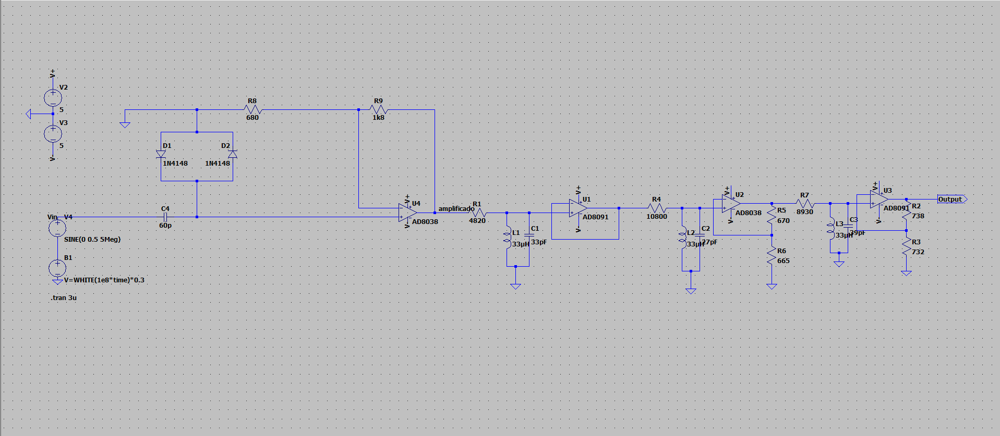 V+
V2
5
V3
5
V-
R8
680
R9
1k8
D1
1N4148
D2
1N4148
Vin
V4
SINE(0 0.5 5Meg)
B1
V=WHITE(1e8*time)*0.3
.tran 3u
C4
60p
V+
U4
AD8038
V-
amplificado
R1
4820
L1
33µH
C1
33pF
V+
U1
AD8091
V-
R4
10800
L2
33µH
C2
27pF
V+
U2
AD8038
V-
R5
670
R6
665
R7
8930
L3
33µH
C3
39pF
V+
U3
AD8091
V-
R2
738
R3
732
Output